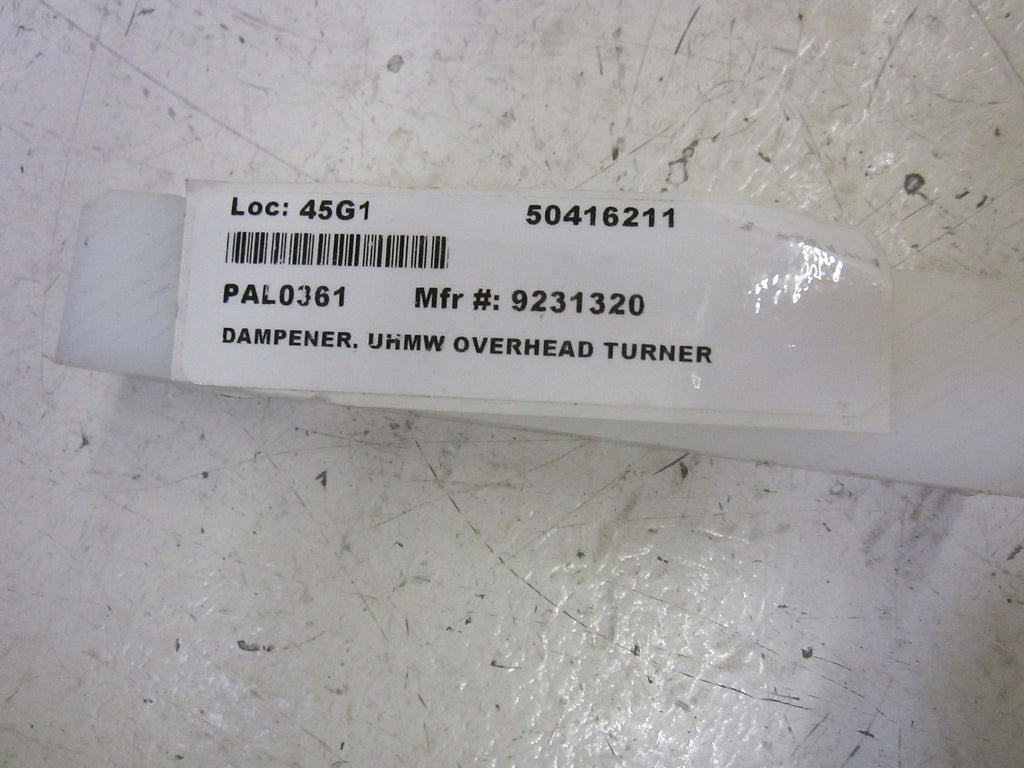 Loc: 45G1 50416211
PAL0361 Mfr #: 9231320
DAMPENER. UHMW OVERHEAD TURNER